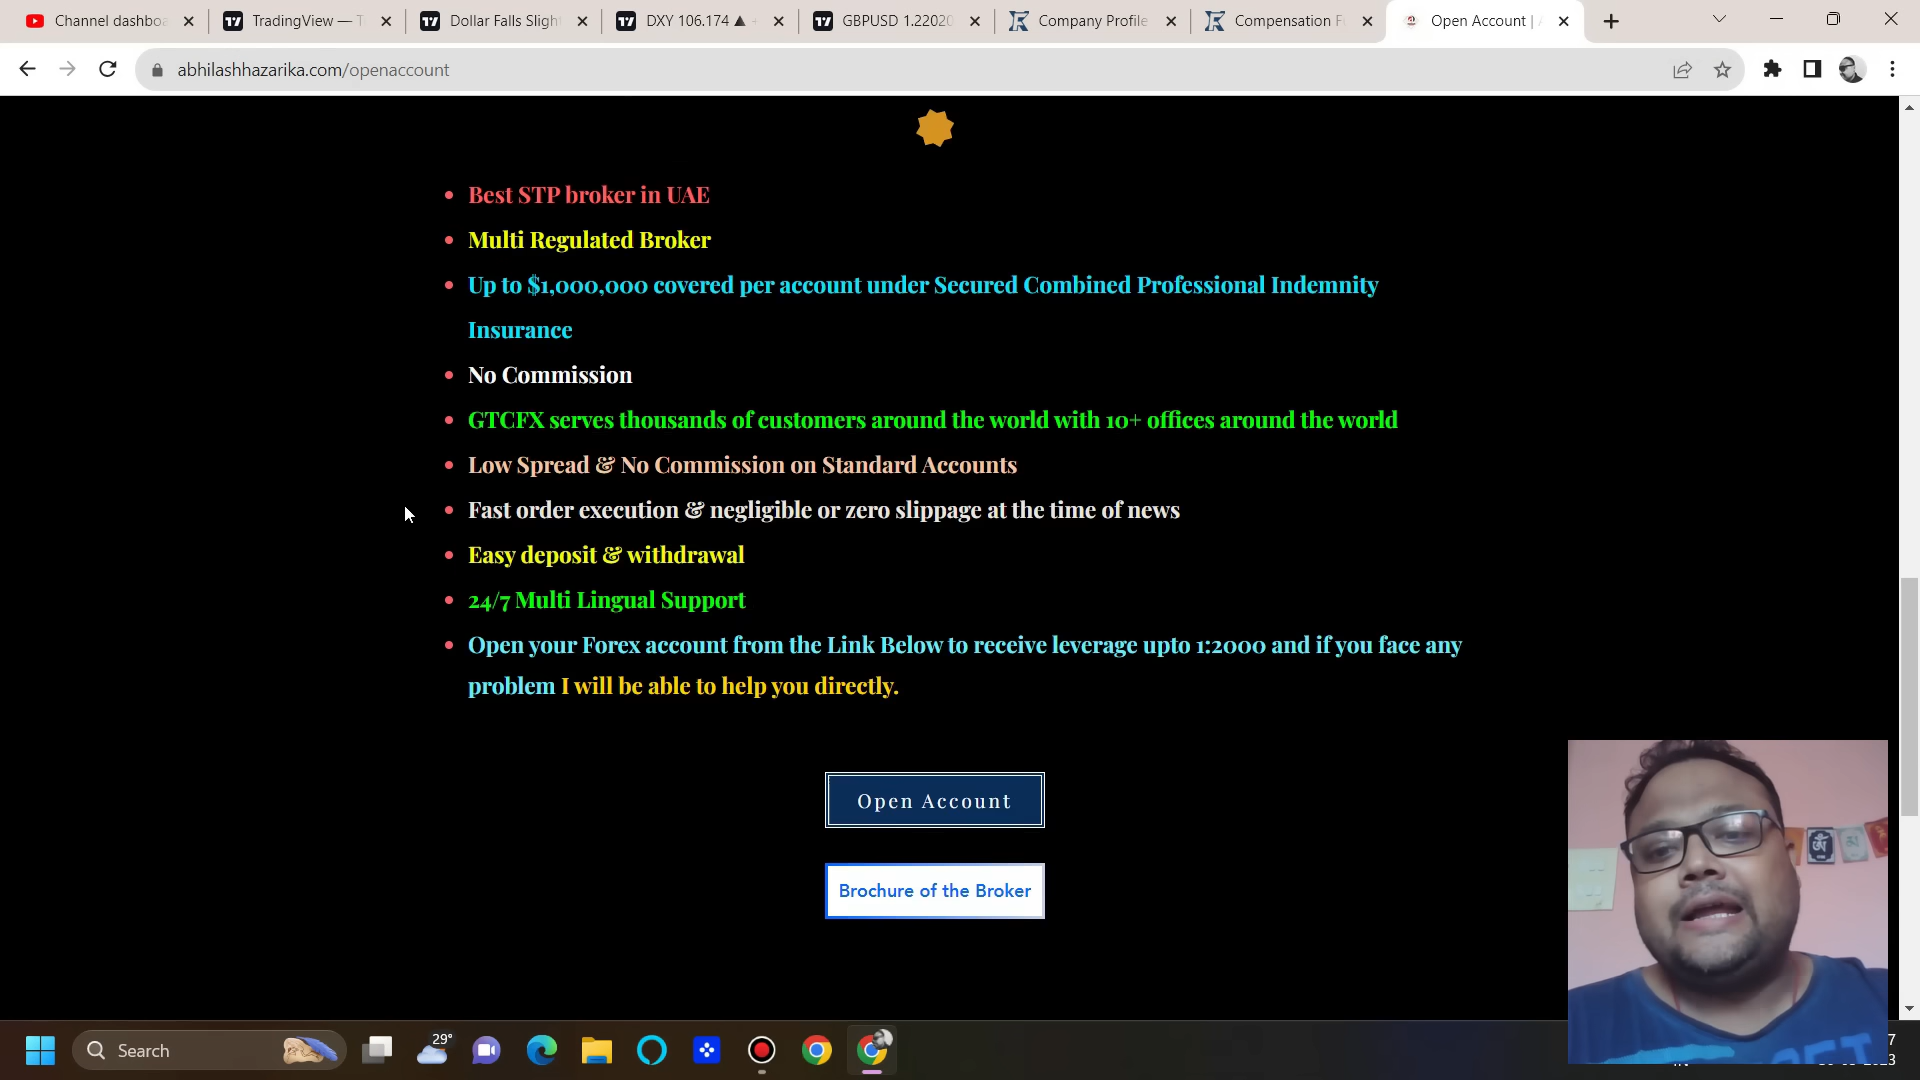 Channel dashboa
TradingView — T
Dollar Falls Sligh
DXY 106.174 ▲
GBPUSD 1.22020
Company Profile
Compensation F
Open Account |
abhilashhazarika.com/openaccount
• Best STP broker in UAE
• Multi Regulated Broker
• Up to $1,000,000 covered per account under Secured Combined Professional Indemnity
Insurance
• No Commission
• GTCFX serves thousands of customers around the world with 10+ offices around the world
• Low Spread & No Commission on Standard Accounts
• Fast order execution & negligible or zero slippage at the time of news
• Easy deposit & withdrawal
• 24/7 Multi Lingual Support
• Open your Forex account from the Link Below to receive leverage upto 1:2000 and if you face any
problem I will be able to help you directly.
Open Account
Brochure of the Broker
Search
29°